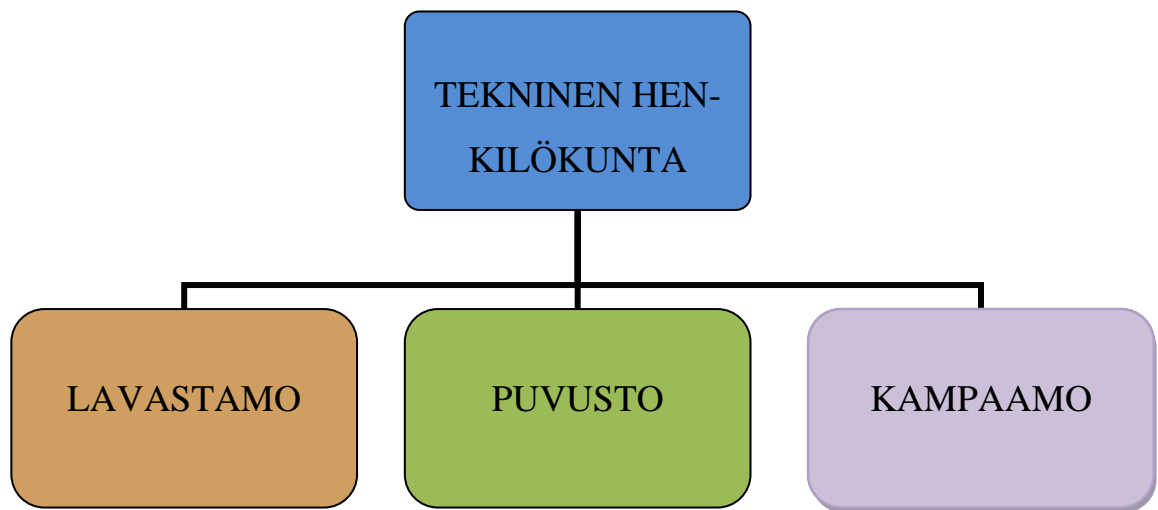 TEKNINEN HEN-
KILÖKUNTA
LAVASTAMO
PUVUSTO
KAMPAAMO